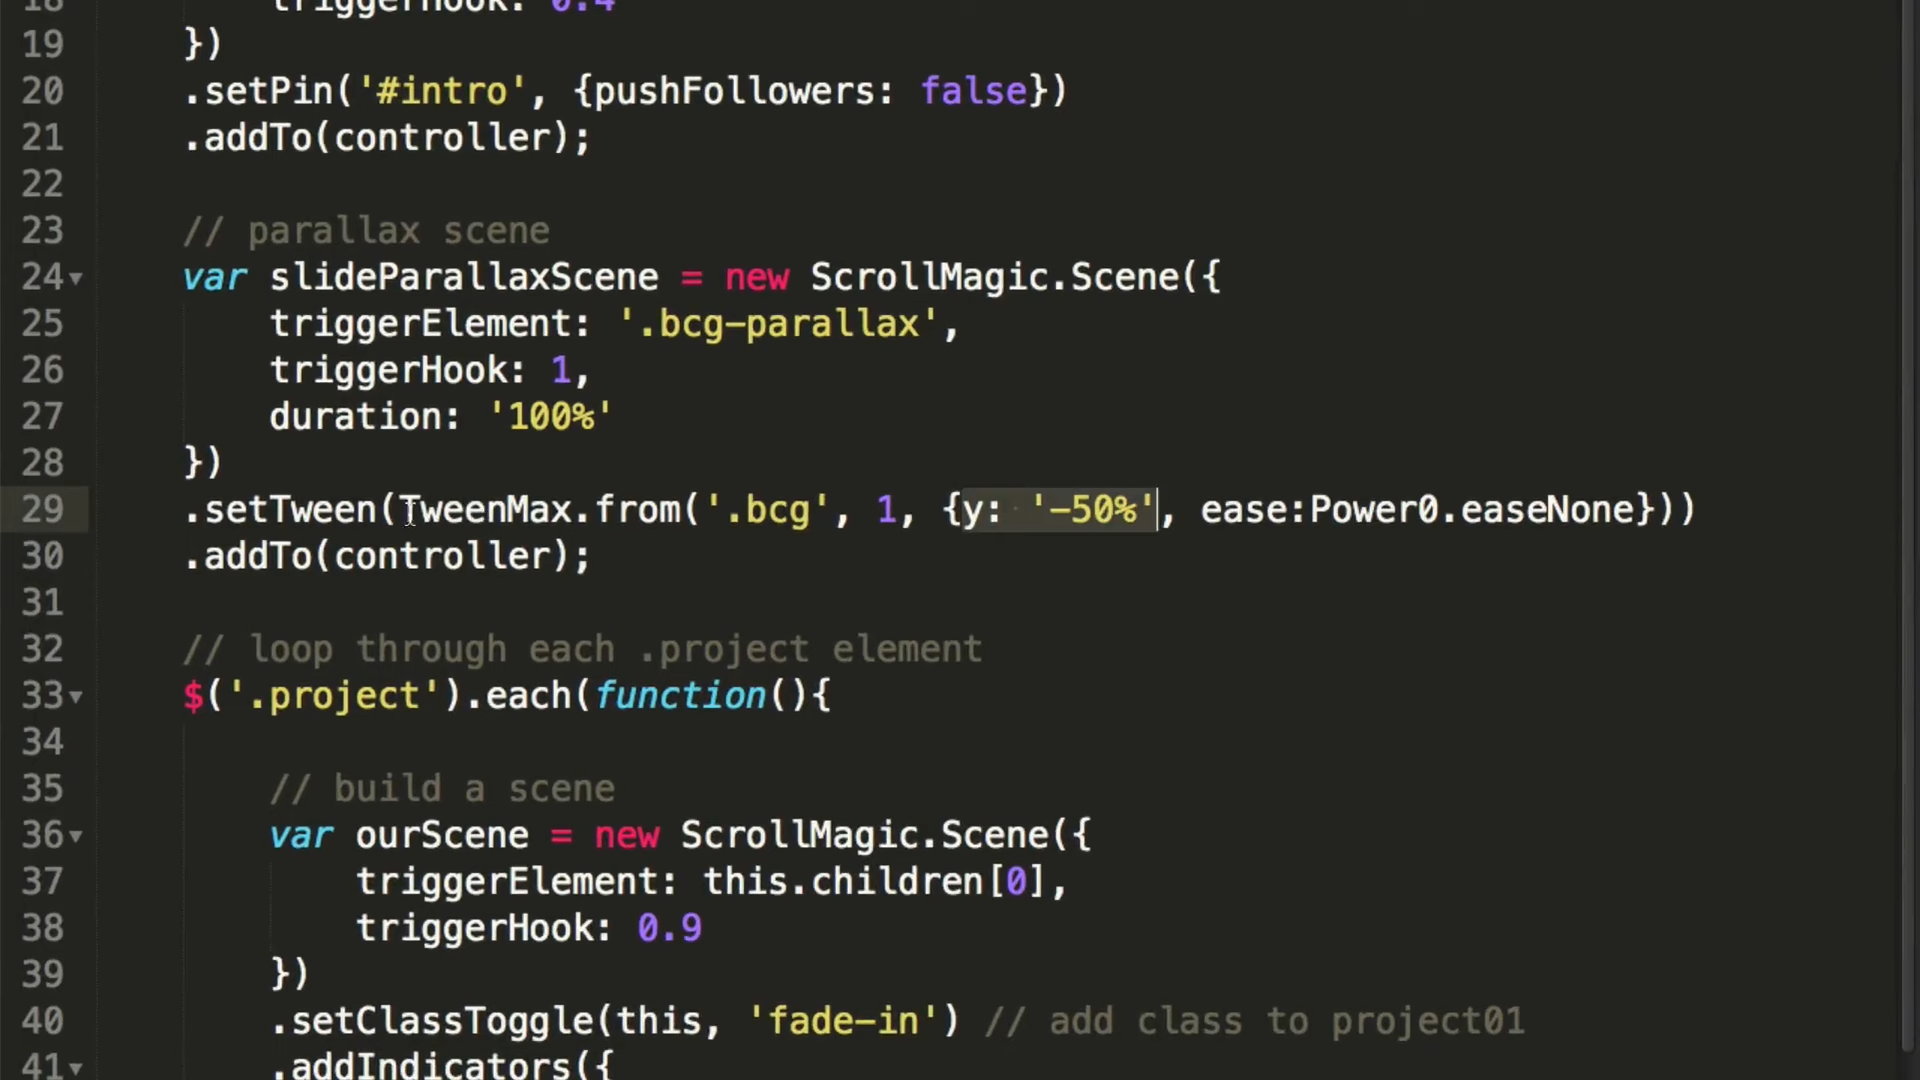 18 triggerHook: 0.4
19 })
20 .setPin('#intro', {pushFollowers: false})
21 .addTo(controller);
22
23 // parallax scene
24 var slideParallaxScene = new ScrollMagic.Scene({
25 triggerElement: '.bcg-parallax',
26 triggerHook: 1,
27 duration: '100%'
28 })
29 .setTween(TweenMax.from('.bcg', 1, {y: '-50%', ease:Power0.easeNone}))
30 .addTo(controller);
31
32 // loop through each .project element
33 $('.project').each(function(){
34
35 // build a scene
36 var ourScene = new ScrollMagic.Scene({
37 triggerElement: this.children[0],
38 triggerHook: 0.9
39 })
40 .setClassToggle(this, 'fade-in') // add class to project01
41 .addIndicators({